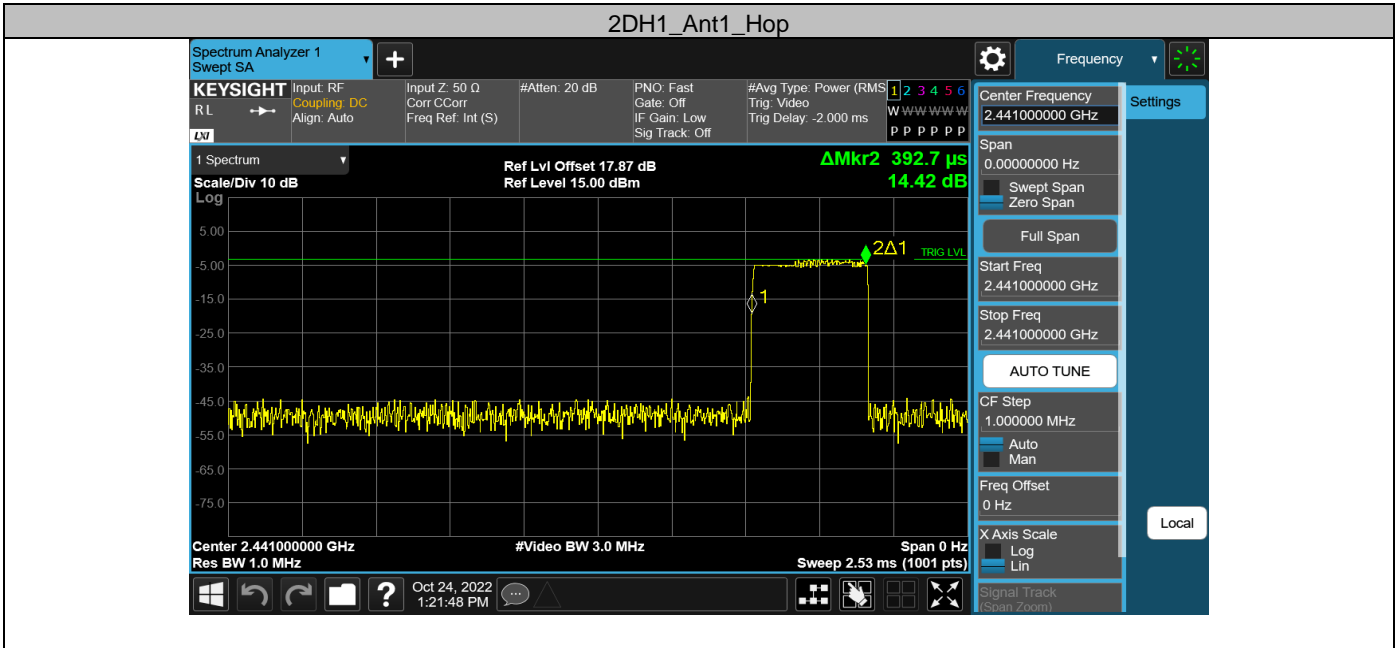 2DH1_Ant1_Hop
Spectrum Analyzer 1
Swept SA
Frequency
KEYSIGHT
RL
LXI
Input: RF
Coupling: DC
Align: Auto
Input Z: 50 Ω
Corr CCorr
Freq Ref: Int (S)
#Atten: 20 dB
PNO: Fast
Gate: Off
IF Gain: Low
Sig Track: Off
#Avg Type: Power (RMS
Trig: Video
Trig Delay: -2.000 ms
1 2 3 4 5 6
W W W W W W
P P P P P P
1 Spectrum
Scale/Div 10 dB
Ref Lvl Offset 17.87 dB
Ref Level 15.00 dBm
ΔMkr2 392.7 µs
14.42 dB
Log
5.00
-5.00
-15.0
-25.0
-35.0
-45.0
-55.0
-65.0
-75.0
2Δ1
TRIG LVL
1
Center 2.441000000 GHz
Res BW 1.0 MHz
#Video BW 3.0 MHz
Span 0 Hz
Sweep 2.53 ms (1001 pts)
Center Frequency
2.441000000 GHz
Settings
Span
0.00000000 Hz
Swept Span
Zero Span
Full Span
Start Freq
2.441000000 GHz
Stop Freq
2.441000000 GHz
AUTO TUNE
CF Step
1.000000 MHz
Auto
Man
Freq Offset
0 Hz
X Axis Scale
Log
Lin
Local
Signal Track
(Span Zoom)
?
Oct 24, 2022
1:21:48 PM